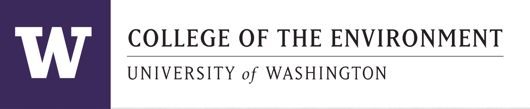 W
COLLEGE OF THE ENVIRONMENT
UNIVERSITY of WASHINGTON